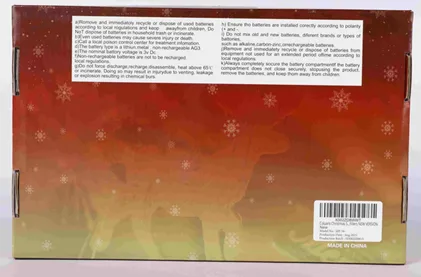 a)Remove and immediately recycle or dispose of used batteries
according to local regulations and keep awayfrom children, Do
No7 dispose of batteries in household trash or incinerate.
b)Even used batteries may cause severe injury or death.
c)Call a local poison control center for treatment information.
d)The battery type is a lithium metal non-rechargeable AG3
e)The nominal battery voltage is 3v Dc.
f)Non-rechargeable batteries are not to be recharged.
local regulations.
g)Do not force discharge,recharge,disassemble, heat above 65℃
or incinerate. Doing so may result in injurydue to venting, leakage
or explosion resulting in chemical burns
h) Ensure the batteries are installed correctly according to polarity
(+ and -
i) Do not mix old and new batteries, different brands or types of
batteries.
such as alkaline,carbon-zinc,orrechargeable batteries
j)Remove and immediately recycle or dispose of batteries from
equipment not used for an extended period oftime according to
local regulations
k)Always completely secure the battery compartmentIf the battery
compartment does not close securely, stopusing the product,
remove the batteries, and keep them away from children.
New
MADE IN CHINA